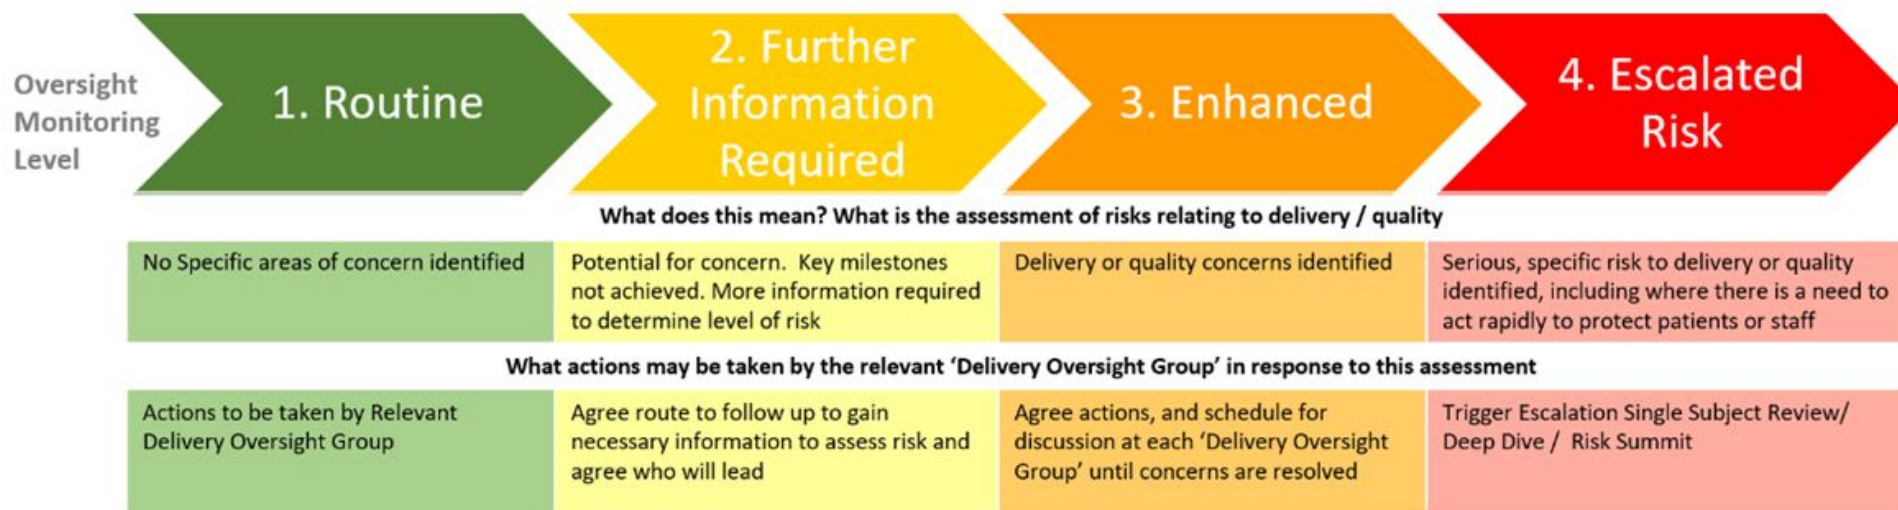 Oversight
Monitoring
Level
1. Routine
2. Further
Information
Required
3. Enhanced
4. Escalated
Risk
What does this mean? What is the assessment of risks relating to delivery / quality
No Specific areas of concern identified
Potential for concern.  Key milestones
not achieved. More information required
to determine level of risk
Delivery or quality concerns identified
Serious, specific risk to delivery or quality
identified, including where there is a need to
act rapidly to protect patients or staff
What actions may be taken by the relevant ‘Delivery Oversight Group’ in response to this assessment
Actions to be taken by Relevant
Delivery Oversight Group
Agree route to follow up to gain
necessary information to assess risk and
agree who will lead
Agree actions, and schedule for
discussion at each ‘Delivery Oversight
Group’ until concerns are resolved
Trigger Escalation Single Subject Review/
Deep Dive /  Risk Summit